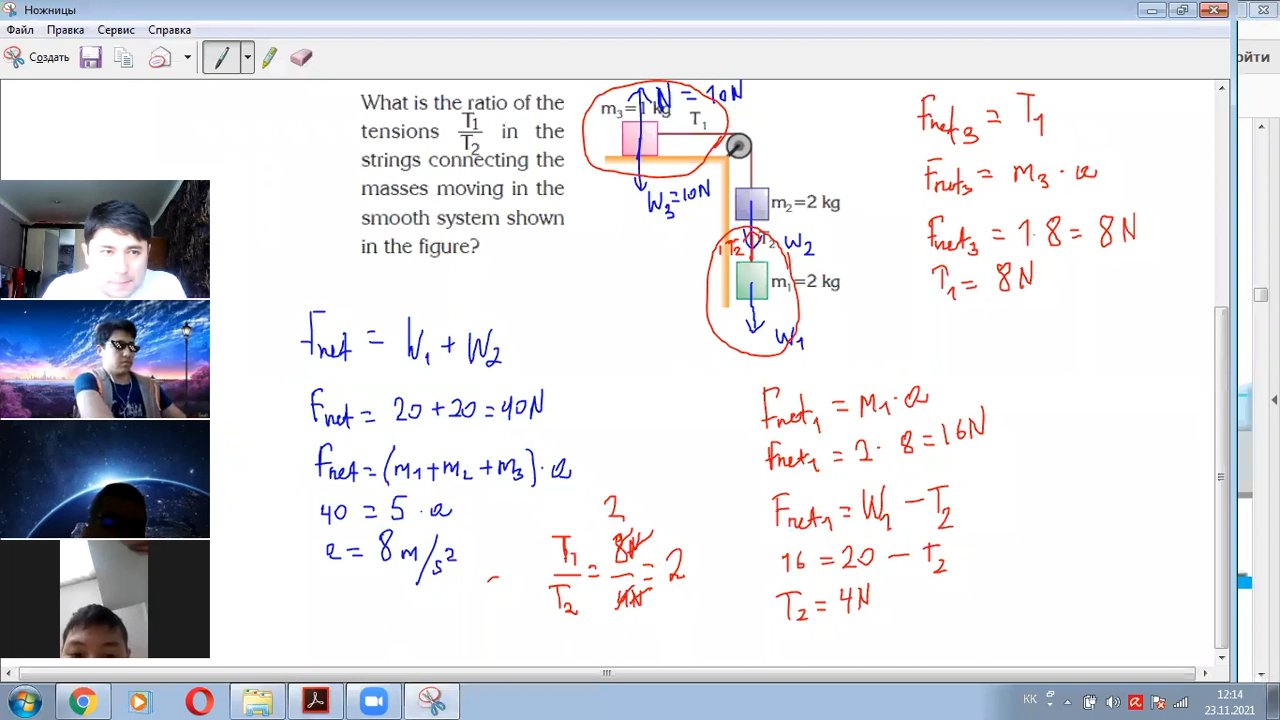 Ножницы
Файл Правка Сервис Справка
Создать
ойти
What is the ratio of the
tensions T1/T2 in the
strings connecting the
masses moving in the
smooth system shown
in the figure?
m3=1 kg
N = 10N
T1
W3=10N
m2=2 kg
T2
T2
W2
m1=2 kg
W1
Fnet3 = T1
Fnet3 = m3 · a
Fnet3 = 1·8 = 8N
T1 = 8N
Fnet = W1 + W2
Fnet = 20 + 20 = 40N
Fnet = (m1+m2+m3)·a
40 = 5 · a
a = 8 m/s²
2
T1/T2 = 8N/4N = 2
Fnet1 = m1·a
Fnet1 = 2·8 = 16N
Fnet1 = W1 − T2
16 = 20 − T2
T2 = 4N
KK
12:14
23.11.2021